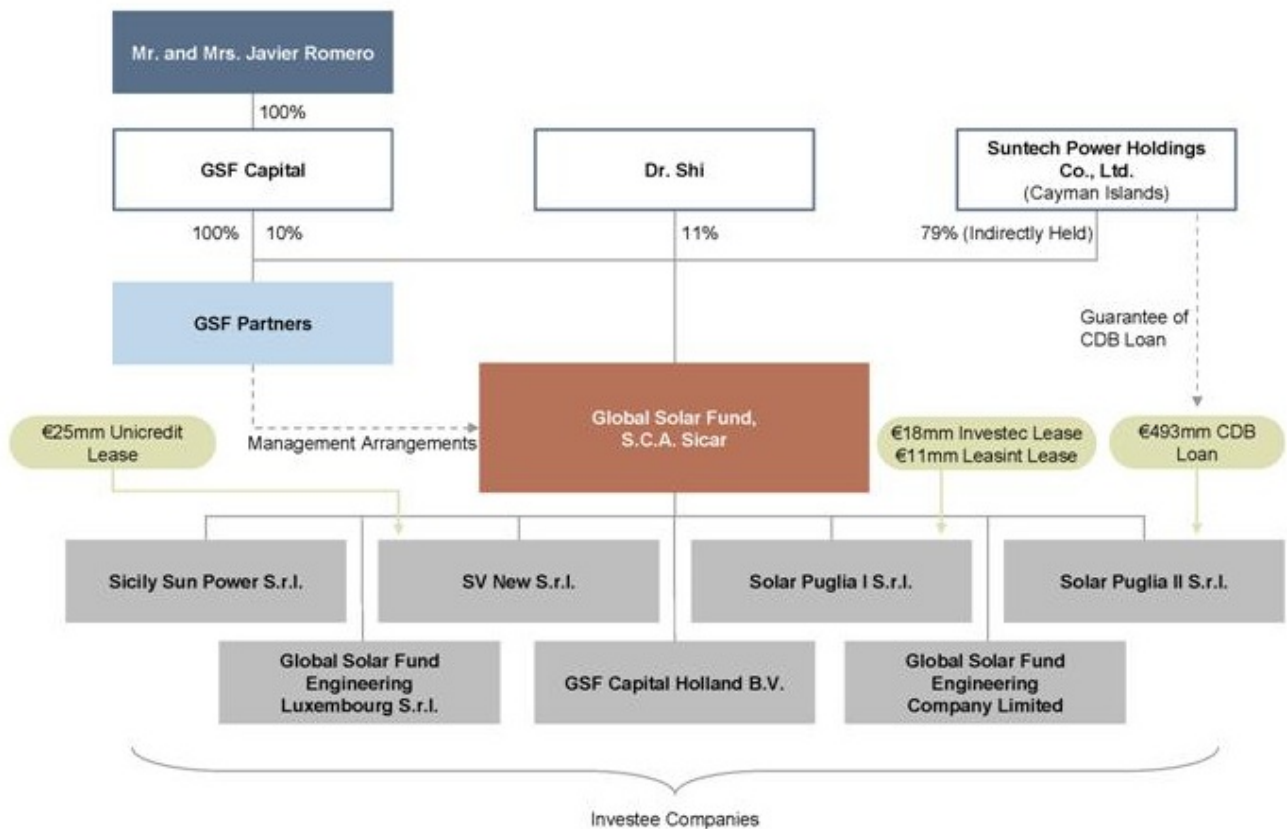 Mr. and Mrs. Javier Romero
100%
GSF Capital
Dr. Shi
Suntech Power Holdings
Co., Ltd.
(Cayman Islands)
100%
10%
11%
79% (Indirectly Held)
GSF Partners
Guarantee of
CDB Loan
Global Solar Fund,
S.C.A. Sicar
€25mm Unicredit
Lease
Management Arrangements
€18mm Investec Lease
€11mm Leasint Lease
€493mm CDB
Loan
Sicily Sun Power S.r.l.
SV New S.r.l.
Solar Puglia I S.r.l.
Solar Puglia II S.r.l.
Global Solar Fund
Engineering
Luxembourg S.r.l.
GSF Capital Holland B.V.
Global Solar Fund
Engineering
Company Limited
Investee Companies